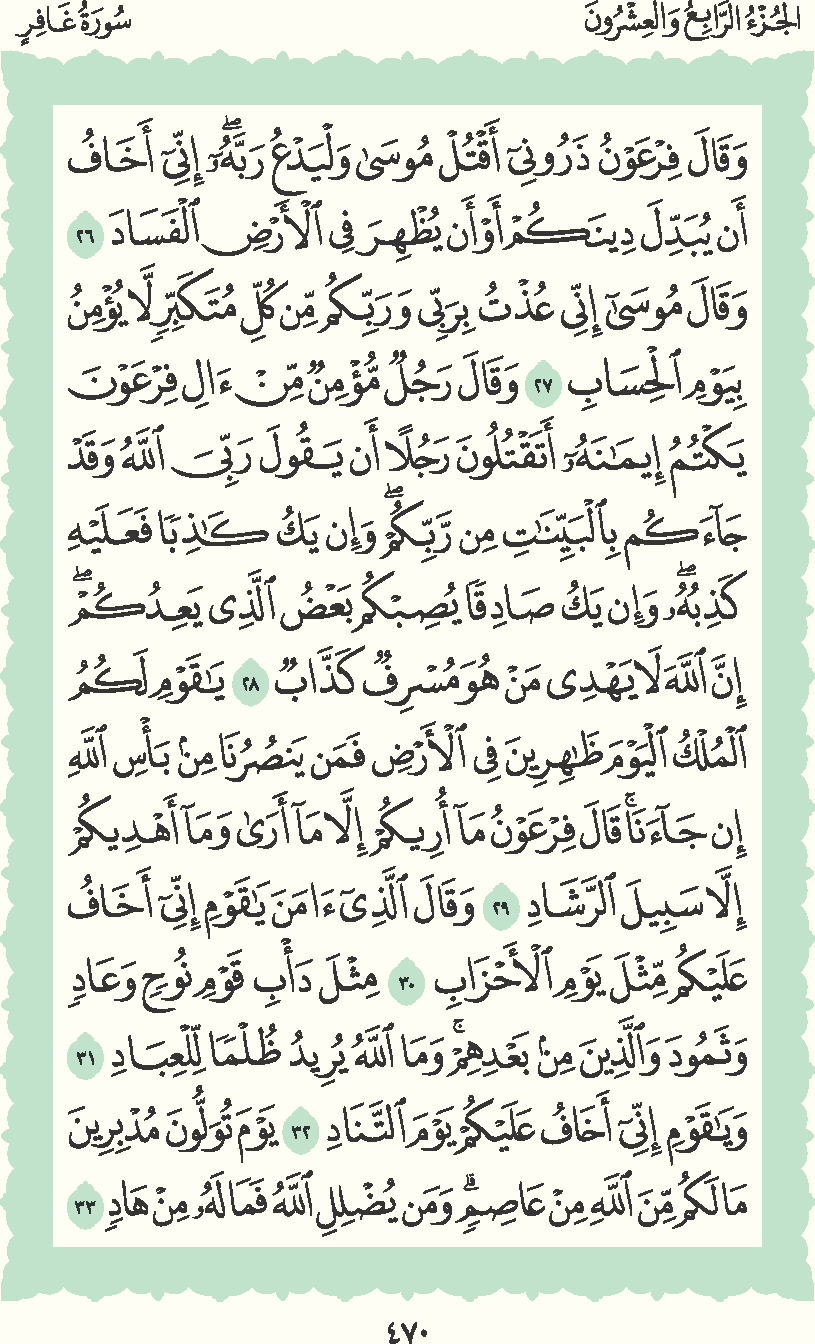 الجُزْءُ الرَّابِعُ وَالْعِشْرُونَ سُورَةُ غَافِرٍ
وَقَالَ فِرْعَوْنُ ذَرُونِيٓ أَقْتُلْ مُوسَىٰ وَلْيَدْعُ رَبَّهُۥٓۖ إِنِّيٓ أَخَافُ
أَن يُبَدِّلَ دِينَكُمْ أَوْ أَن يُظْهِرَ فِي ٱلْأَرْضِ ٱلْفَسَادَ ٢٦
وَقَالَ مُوسَىٰٓ إِنِّي عُذْتُ بِرَبِّي وَرَبِّكُم مِّن كُلِّ مُتَكَبِّرٍ لَّا يُؤْمِنُ
بِيَوْمِ ٱلْحِسَابِ ٢٧ وَقَالَ رَجُلٌ مُّؤْمِنٌ مِّنْ ءَالِ فِرْعَوْنَ
يَكْتُمُ إِيمَٰنَهُۥٓ أَتَقْتُلُونَ رَجُلًا أَن يَقُولَ رَبِّيَ ٱللَّهُ وَقَدْ
جَآءَكُم بِٱلْبَيِّنَٰتِ مِن رَّبِّكُمْۖ وَإِن يَكُ كَٰذِبًا فَعَلَيْهِ
كَذِبُهُۥۖ وَإِن يَكُ صَادِقًا يُصِبْكُم بَعْضُ ٱلَّذِي يَعِدُكُمْۖ
إِنَّ ٱللَّهَ لَا يَهْدِي مَنْ هُوَ مُسْرِفٌ كَذَّابٌ ٢٨ يَٰقَوْمِ لَكُمُ
ٱلْمُلْكُ ٱلْيَوْمَ ظَٰهِرِينَ فِي ٱلْأَرْضِ فَمَن يَنصُرُنَا مِنۢ بَأْسِ ٱللَّهِ
إِن جَآءَنَاۚ قَالَ فِرْعَوْنُ مَآ أُرِيكُمْ إِلَّا مَآ أَرَىٰ وَمَآ أَهْدِيكُمْ
إِلَّا سَبِيلَ ٱلرَّشَادِ ٢٩ وَقَالَ ٱلَّذِيٓ ءَامَنَ يَٰقَوْمِ إِنِّيٓ أَخَافُ
عَلَيْكُم مِّثْلَ يَوْمِ ٱلْأَحْزَابِ ٣٠ مِثْلَ دَأْبِ قَوْمِ نُوحٍ وَعَادٍ
وَثَمُودَ وَٱلَّذِينَ مِنۢ بَعْدِهِمْۚ وَمَا ٱللَّهُ يُرِيدُ ظُلْمًا لِّلْعِبَادِ ٣١
وَيَٰقَوْمِ إِنِّيٓ أَخَافُ عَلَيْكُمْ يَوْمَ ٱلتَّنَادِ ٣٢ يَوْمَ تُوَلُّونَ مُدْبِرِينَ
مَا لَكُم مِّنَ ٱللَّهِ مِنْ عَاصِمٍۗ وَمَن يُضْلِلِ ٱللَّهُ فَمَا لَهُۥ مِنْ هَادٍ ٣٣
٤٧٠